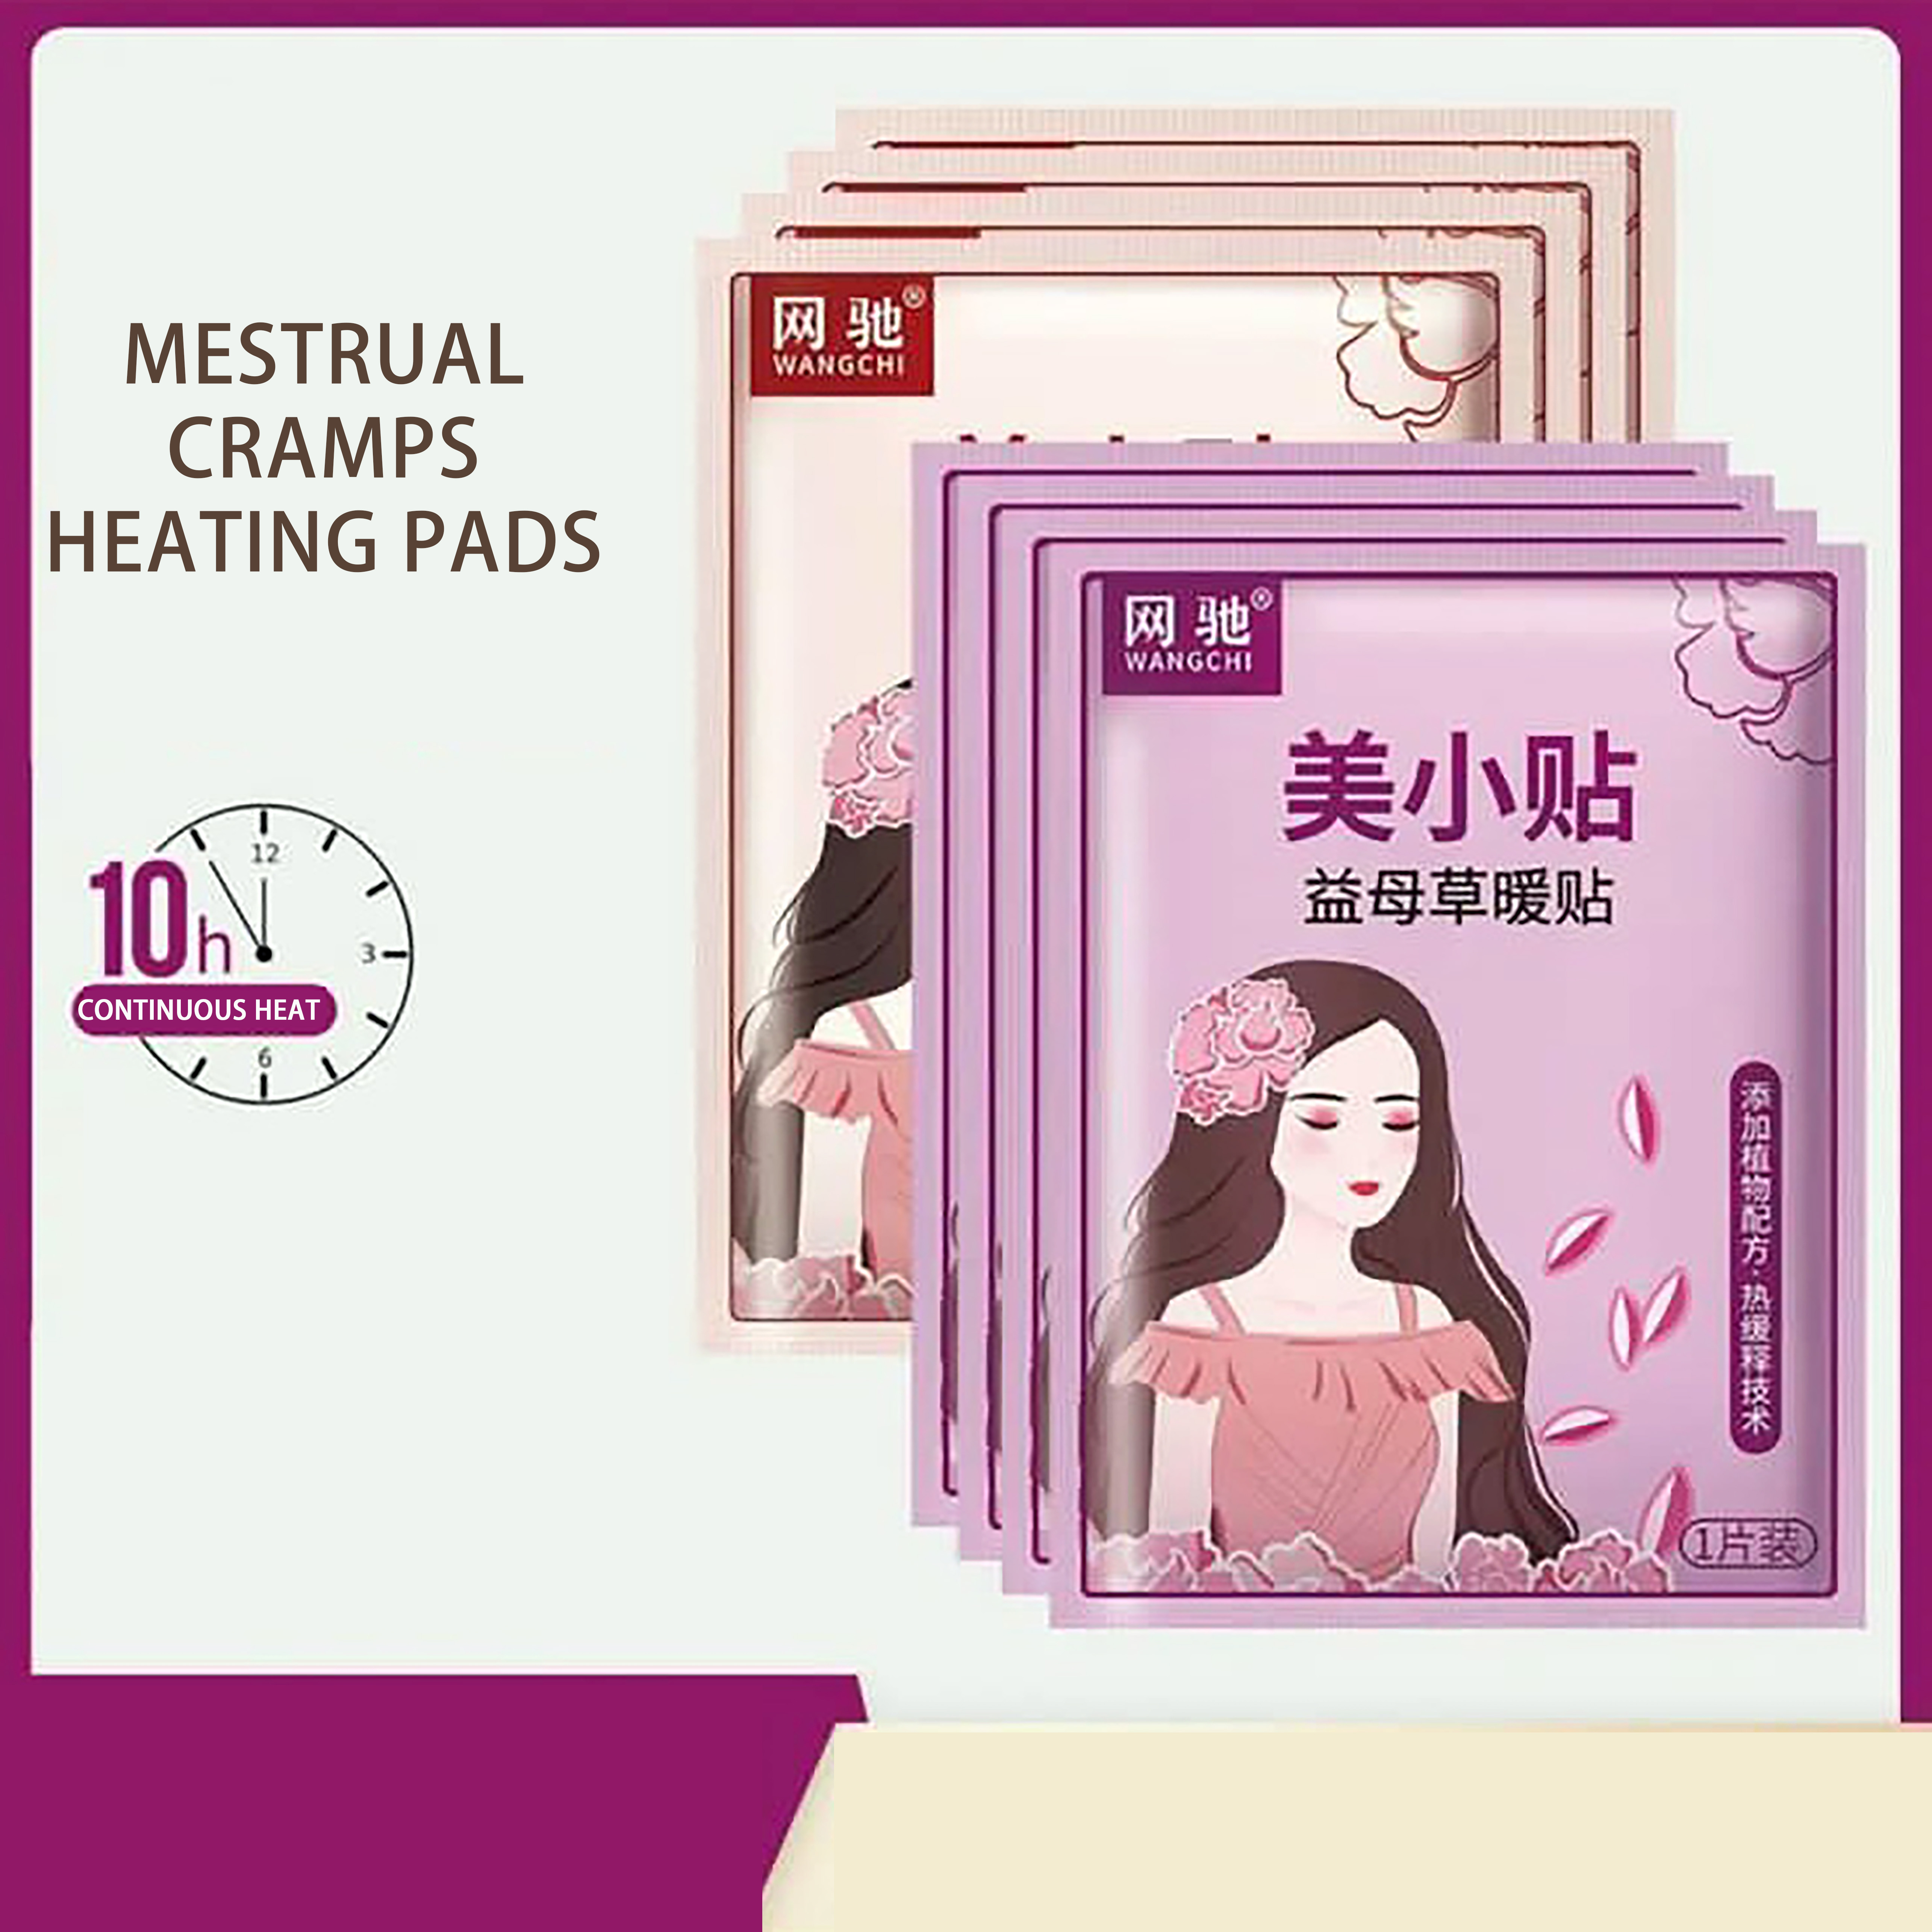 MESTRUAL
CRAMPS
HEATING PADS
网驰®
WANGCHI
网驰®
WANGCHI
美小贴
益母草暖贴
12
3
6
10h
CONTINUOUS HEAT
添加植物配方·热缓释技术
1片装